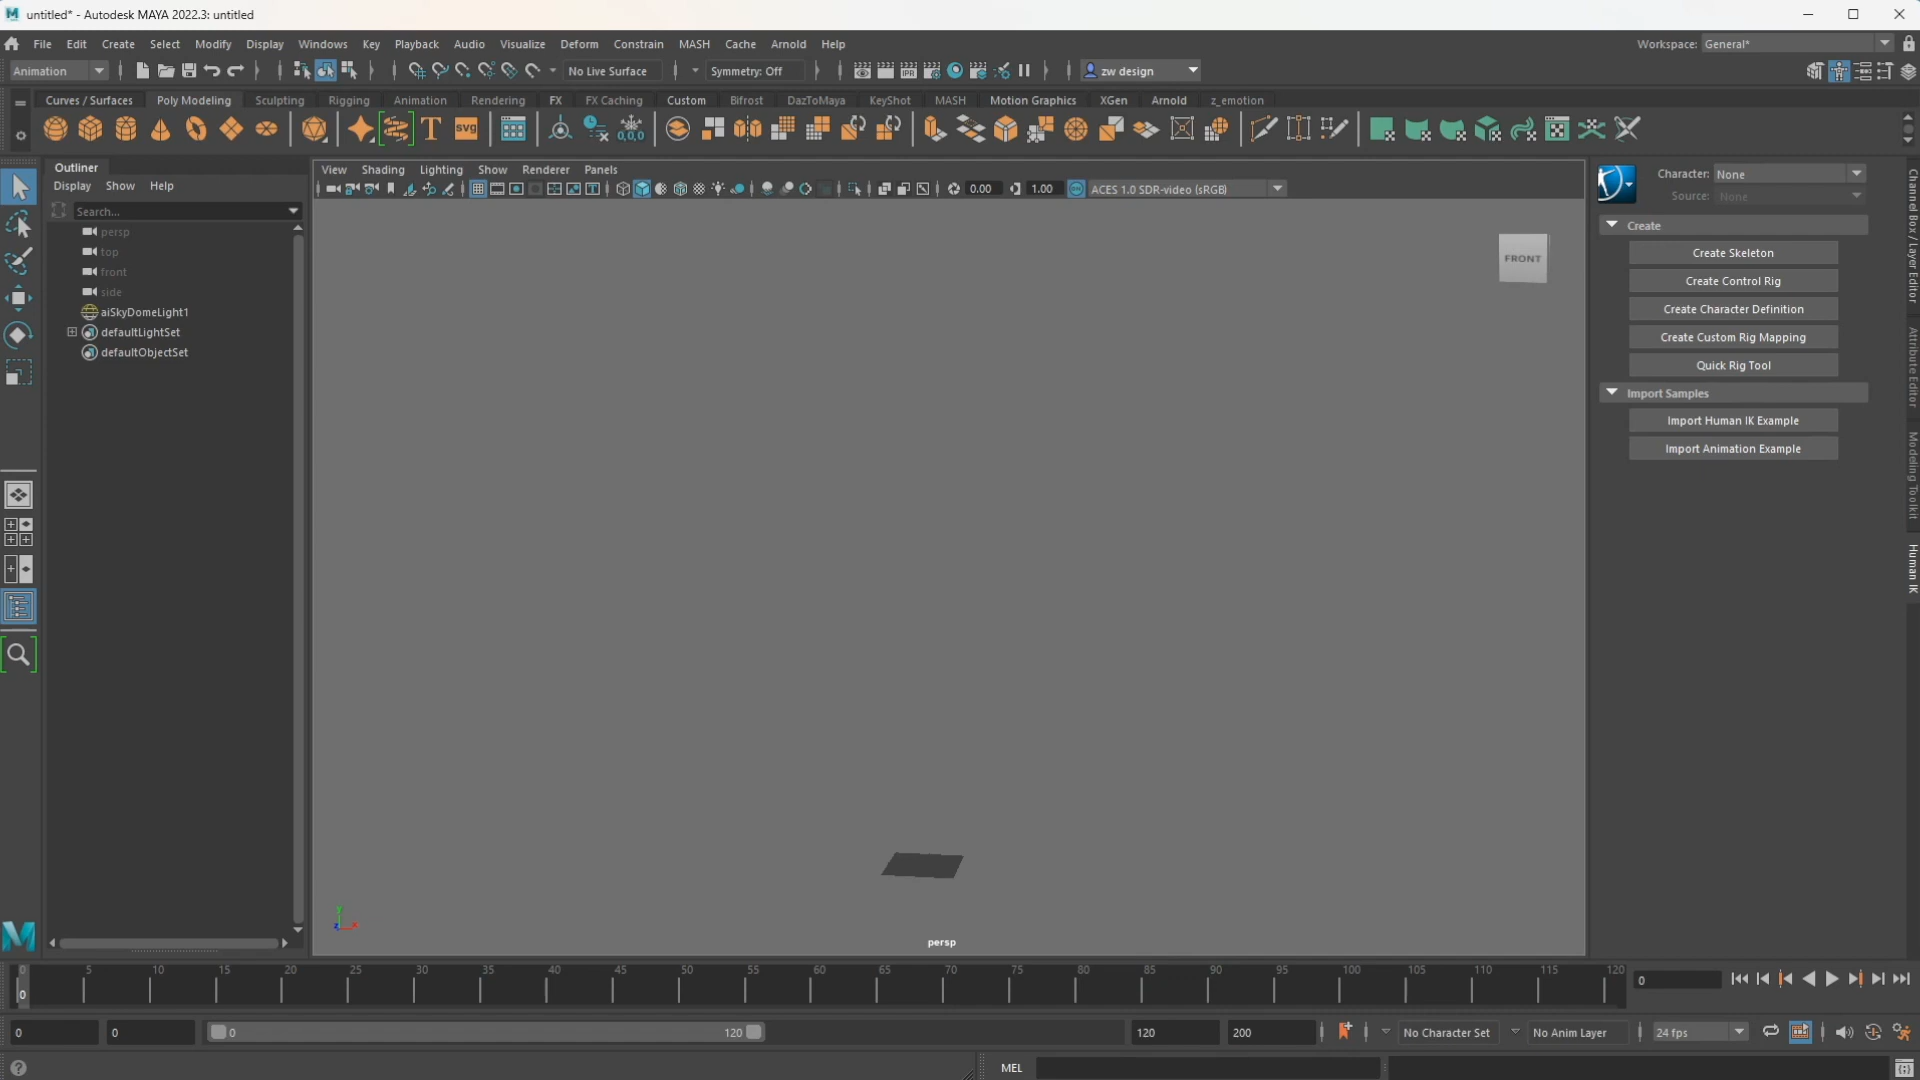 untitled* - Autodesk MAYA 2022.3: untitled
File Edit Create Select Modify Display Windows Key Playback Audio Visualize Deform Constrain MASH Cache Arnold Help
Workspace: General*
Animation No Live Surface Symmetry: Off zw design
Curves / Surfaces Poly Modeling Sculpting Rigging Animation Rendering FX FX Caching Custom Bifrost DazToMaya KeyShot MASH Motion Graphics XGen Arnold z_emotion
T SVG 0,0,0
Outliner
Display Show Help
Search...
persp
top
front
side
aiSkyDomeLight1
defaultLightSet
defaultObjectSet
View Shading Lighting Show Renderer Panels
0.00 1.00 ACES 1.0 SDR-video (sRGB)
FRONT
persp
Character: None
Source: None
Create
Create Skeleton
Create Control Rig
Create Character Definition
Create Custom Rig Mapping
Quick Rig Tool
Import Samples
Import Human IK Example
Import Animation Example
Channel Box / Layer Editor
Attribute Editor
Modeling Toolkit
Human IK
0 5 10 15 20 25 30 35 40 45 50 55 60 65 70 75 80 85 90 95 100 105 110 115 120
0
0
0 0 0 120 120 200 No Character Set No Anim Layer 24 fps
MEL